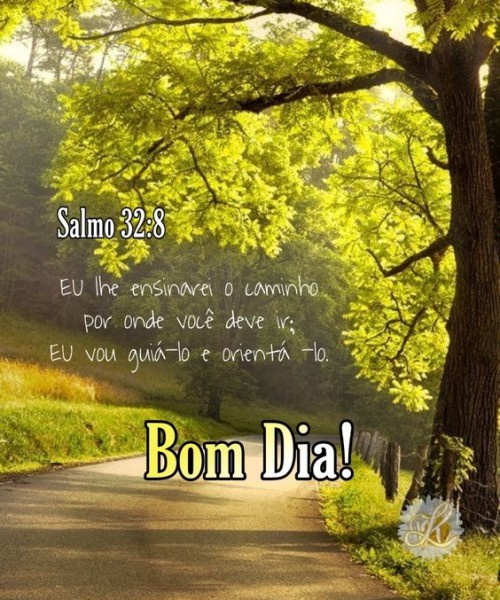 Salmo 32:8
EU lhe ensinarei o caminho
por onde você deve ir;
EU vou guiá-lo e orientá -lo.
Bom Dia!